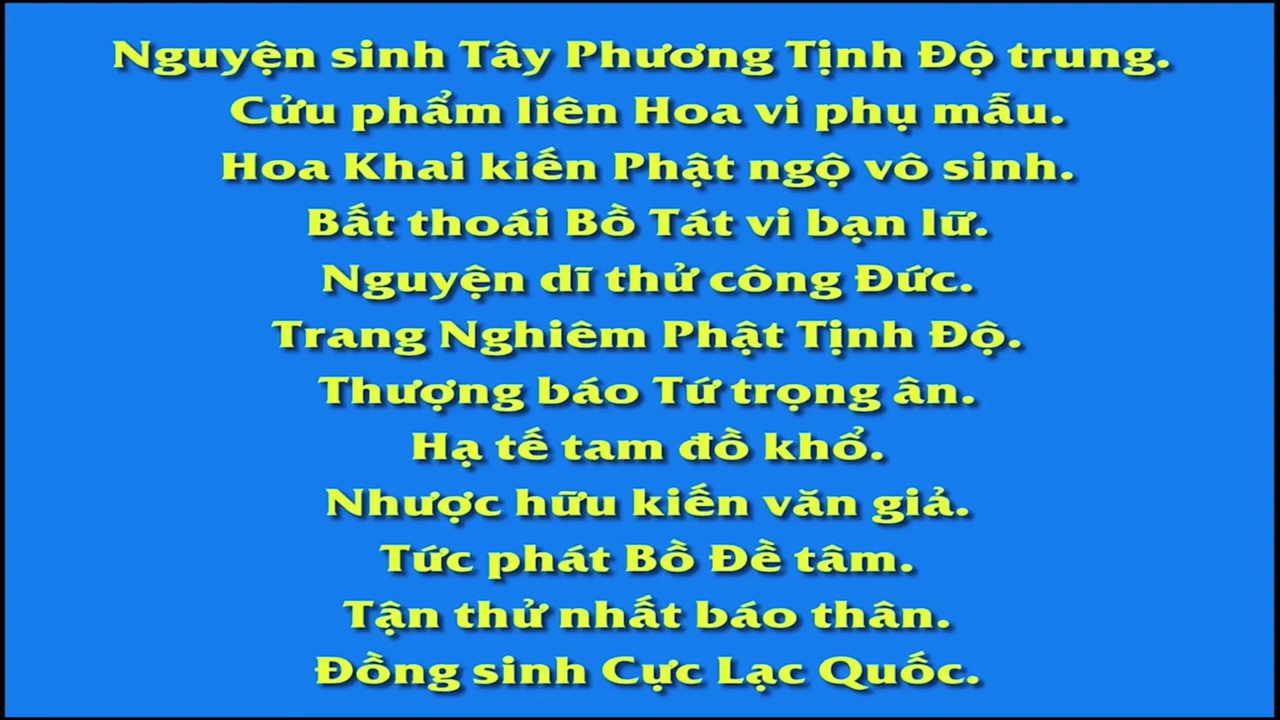 Nguyện sinh Tây Phương Tịnh Độ trung.
Cửu phẩm liên Hoa vi phụ mẫu.
Hoa Khai kiến Phật ngộ vô sinh.
Bất thoái Bồ Tát vi bạn lữ.
Nguyện dĩ thử công Đức.
Trang Nghiêm Phật Tịnh Độ.
Thượng báo Tứ trọng ân.
Hạ tế tam đồ khổ.
Nhược hữu kiến văn giả.
Tức phát Bồ Đề tâm.
Tận thử nhất báo thân.
Đồng sinh Cực Lạc Quốc.